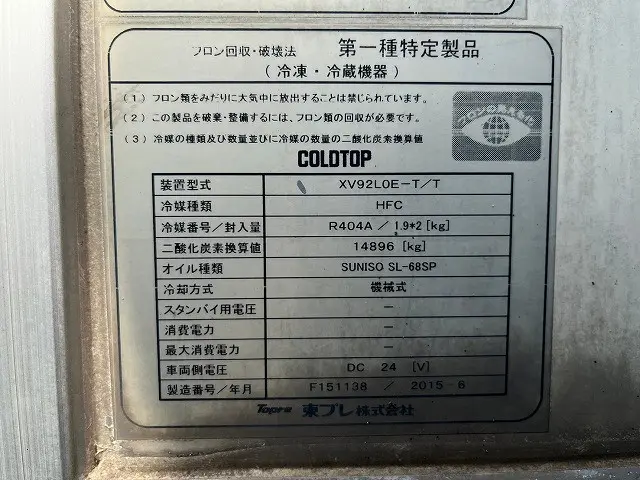 フロン回収・破壊法 第一種特定製品
（ 冷凍・冷蔵機器 ）
（1）フロン類をみだりに大気中に放出することは禁じられています。
（2）この製品を破棄・整備するには、フロン類の回収が必要です。
（3）冷媒の種類及び数量並びに冷媒の数量の二酸化炭素換算値
フロンの見える化
COLDTOP
装置型式 XV92L0E-T/T
冷媒種類 HFC
冷媒番号/封入量 R404A / 1.9*2 [kg]
二酸化炭素換算値 14896 [kg]
オイル種類 SUNISO SL-68SP
冷却方式 機械式
スタンバイ用電圧 －
消費電力 －
最大消費電力 －
車両側電圧 DC 24 [V]
製造番号/年月 F151138 / 2015-6
Topre 東プレ株式会社